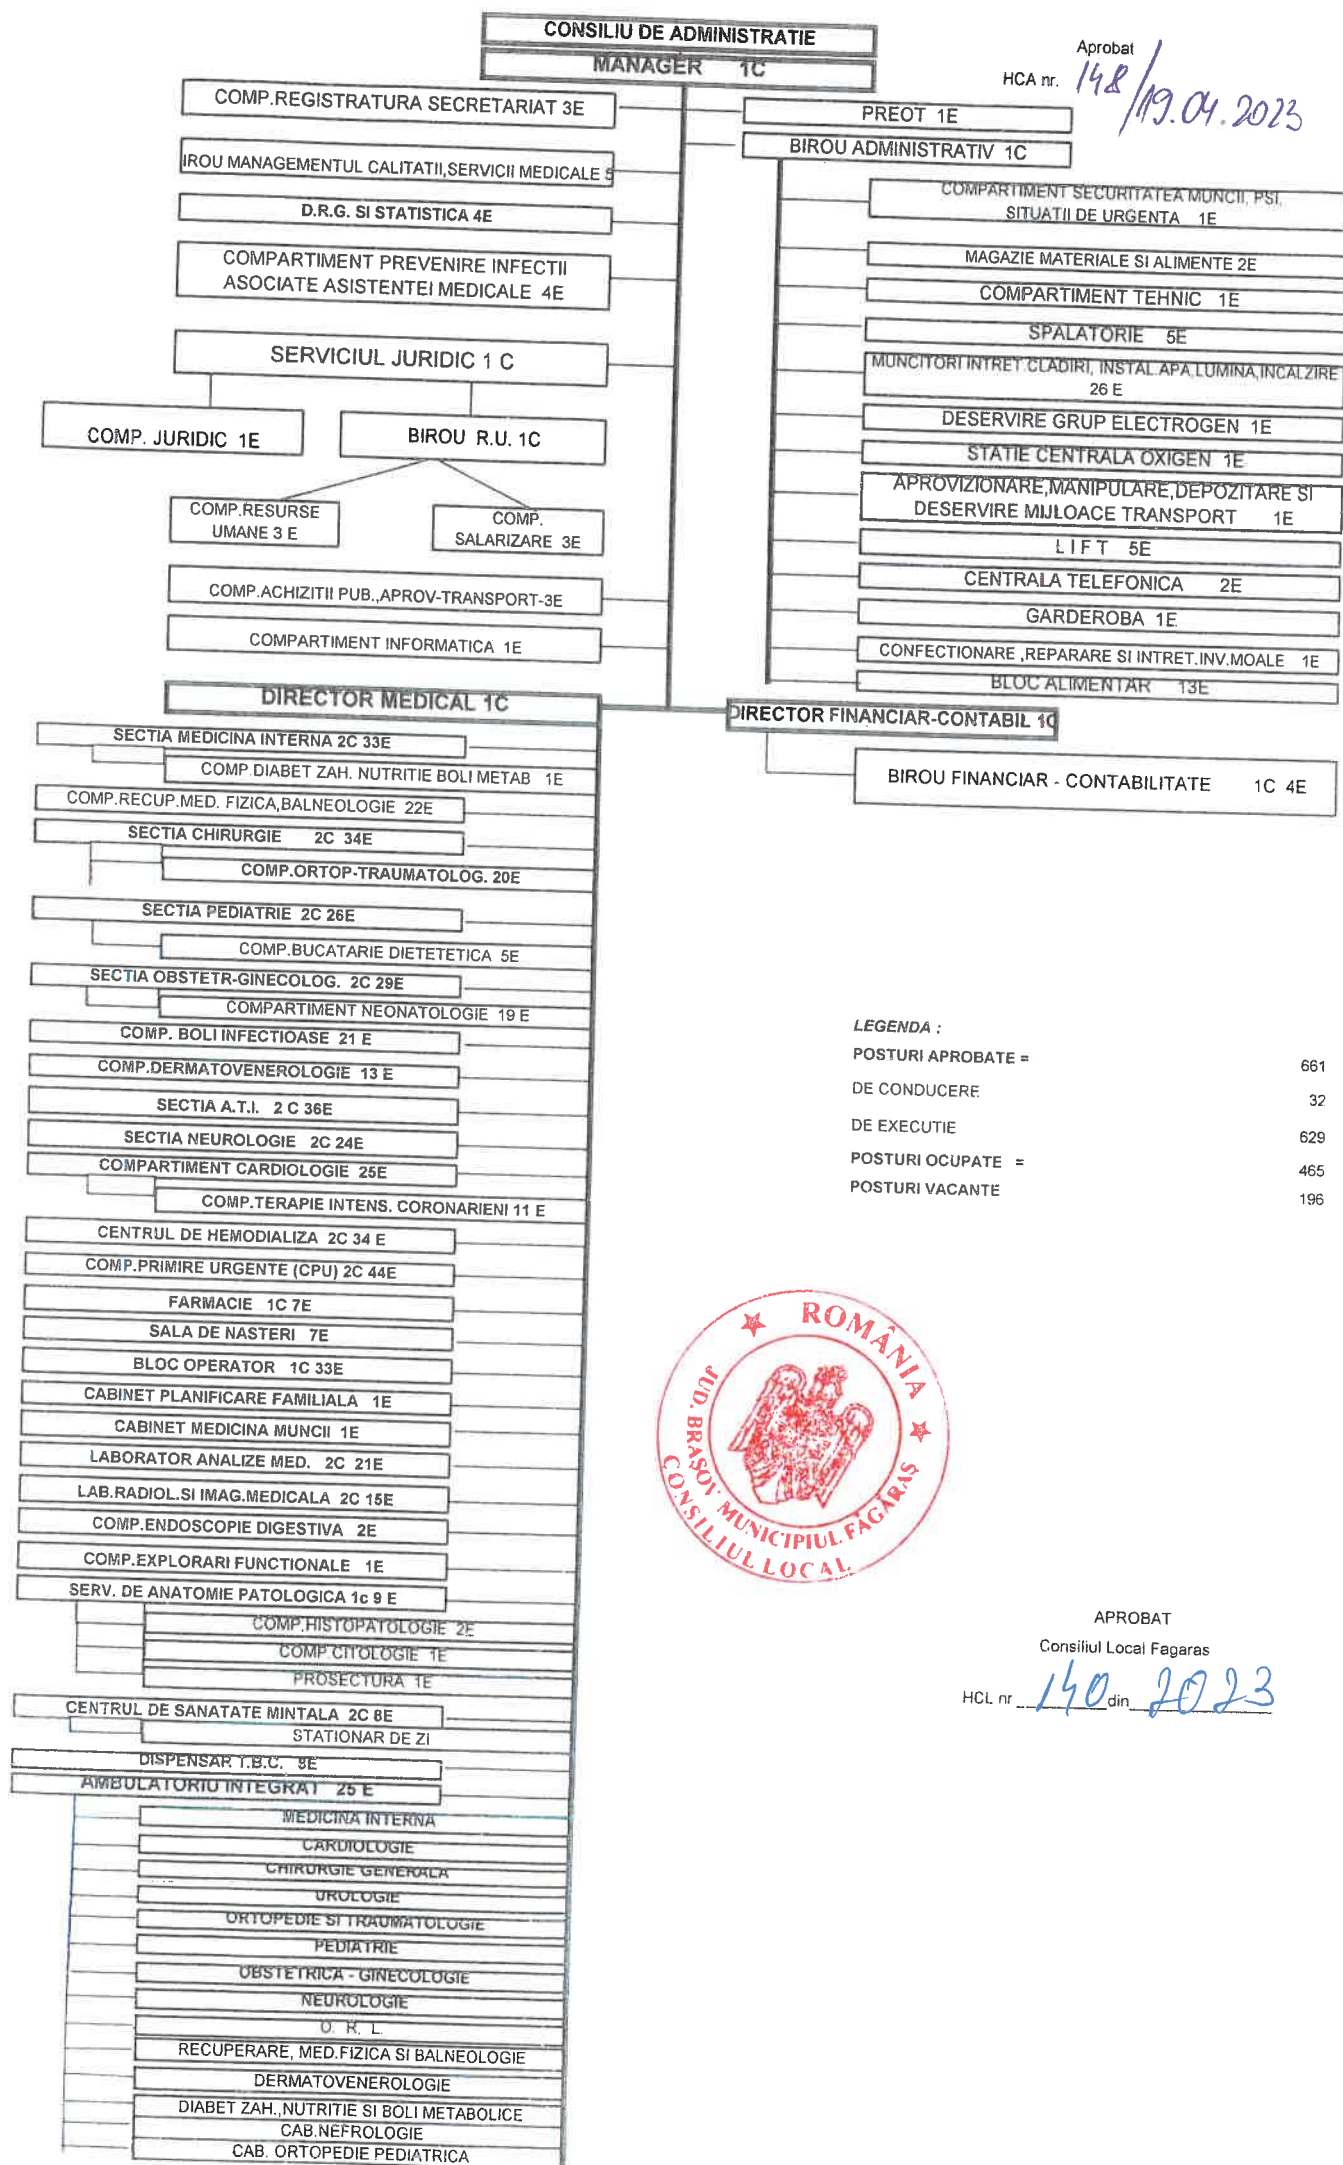 CONSILIU DE ADMINISTRATIE
MANAGER 1C
Aprobat
HCA nr. 148/19.04.2023
COMP.REGISTRATURA SECRETARIAT 3E
IROU MANAGEMENTUL CALITATII,SERVICII MEDICALE 5
D.R.G. SI STATISTICA 4E
COMPARTIMENT PREVENIRE INFECTII
ASOCIATE ASISTENTEI MEDICALE 4E
SERVICIUL JURIDIC 1 C
COMP. JURIDIC 1E
BIROU R.U. 1C
COMP.RESURSE
UMANE 3 E
COMP.
SALARIZARE 3E
COMP.ACHIZITII PUB.,APROV-TRANSPORT-3E
COMPARTIMENT INFORMATICA 1E
PREOT 1E
BIROU ADMINISTRATIV 1C
COMPARTIMENT SECURITATEA MUNCII, PSI,
SITUATII DE URGENTA 1E
MAGAZIE MATERIALE SI ALIMENTE 2E
COMPARTIMENT TEHNIC 1E
SPALATORIE 5E
MUNCITORI INTRET.CLADIRI, INSTAL.APA,LUMINA,INCALZIRE
26 E
DESERVIRE GRUP ELECTROGEN 1E
STATIE CENTRALA OXIGEN 1E
APROVIZIONARE,MANIPULARE,DEPOZITARE SI
DESERVIRE MIJLOACE TRANSPORT 1E
L I F T 5E
CENTRALA TELEFONICA 2E
GARDEROBA 1E
CONFECTIONARE ,REPARARE SI INTRET.INV.MOALE 1E
BLOC ALIMENTAR 13E
DIRECTOR MEDICAL 1C
DIRECTOR FINANCIAR-CONTABIL 1C
BIROU FINANCIAR - CONTABILITATE 1C 4E
SECTIA MEDICINA INTERNA 2C 33E
COMP.DIABET ZAH. NUTRITIE BOLI METAB 1E
COMP.RECUP.MED. FIZICA,BALNEOLOGIE 22E
SECTIA CHIRURGIE 2C 34E
COMP.ORTOP-TRAUMATOLOG. 20E
SECTIA PEDIATRIE 2C 26E
COMP.BUCATARIE DIETETETICA 5E
SECTIA OBSTETR-GINECOLOG. 2C 29E
COMPARTIMENT NEONATOLOGIE 19 E
COMP. BOLI INFECTIOASE 21 E
COMP.DERMATOVENEROLOGIE 13 E
SECTIA A.T.I. 2 C 36E
SECTIA NEUROLOGIE 2C 24E
COMPARTIMENT CARDIOLOGIE 25E
COMP.TERAPIE INTENS. CORONARIENI 11 E
CENTRUL DE HEMODIALIZA 2C 34 E
COMP.PRIMIRE URGENTE (CPU) 2C 44E
FARMACIE 1C 7E
SALA DE NASTERI 7E
BLOC OPERATOR 1C 33E
CABINET PLANIFICARE FAMILIALA 1E
CABINET MEDICINA MUNCII 1E
LABORATOR ANALIZE MED. 2C 21E
LAB.RADIOL.SI IMAG.MEDICALA 2C 15E
COMP.ENDOSCOPIE DIGESTIVA 2E
COMP.EXPLORARI FUNCTIONALE 1E
SERV. DE ANATOMIE PATOLOGICA 1c 9 E
COMP.HISTOPATOLOGIE 2E
COMP.CITOLOGIE 1E
PROSECTURA 1E
CENTRUL DE SANATATE MINTALA 2C 8E
STATIONAR DE ZI
DISPENSAR T.B.C. 8E
AMBULATORIU INTEGRAT 25 E
MEDICINA INTERNA
CARDIOLOGIE
CHIRURGIE GENERALA
UROLOGIE
ORTOPEDIE SI TRAUMATOLOGIE
PEDIATRIE
OBSTETRICA - GINECOLOGIE
NEUROLOGIE
O. R. L.
RECUPERARE, MED.FIZICA SI BALNEOLOGIE
DERMATOVENEROLOGIE
DIABET ZAH.,NUTRITIE SI BOLI METABOLICE
CAB.NEFROLOGIE
CAB. ORTOPEDIE PEDIATRICA
LEGENDA :
POSTURI APROBATE = 661
DE CONDUCERE 32
DE EXECUTIE 629
POSTURI OCUPATE = 465
POSTURI VACANTE 196
ROMÂNIA
JUD. BRAŞOV MUNICIPIUL FĂGĂRAŞ
CONSILIUL LOCAL
APROBAT
Consiliul Local Fagaras
HCL nr 140 din 2023